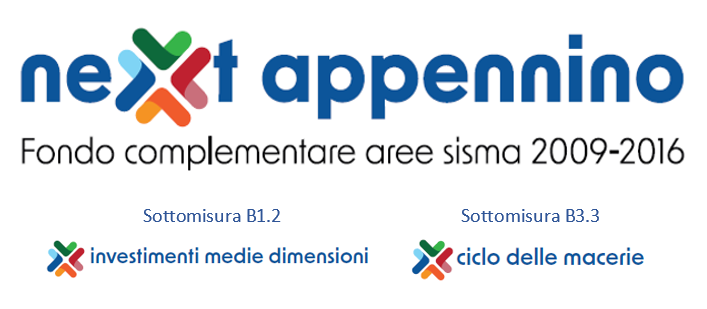 next appennino
Fondo complementare aree sisma 2009-2016
Sottomisura B1.2
investimenti medie dimensioni
Sottomisura B3.3
ciclo delle macerie